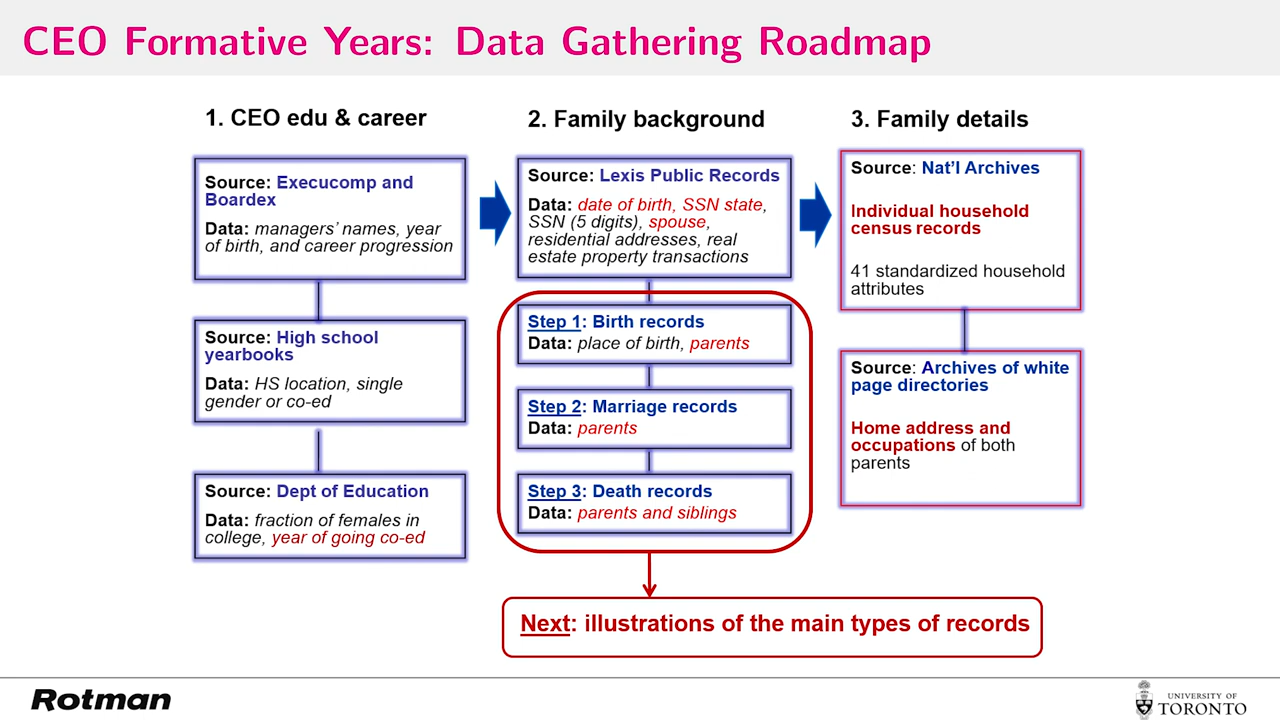 CEO Formative Years: Data Gathering Roadmap
1. CEO edu & career
Source: Execucomp and
Boardex
Data: managers' names, year
of birth, and career progression
Source: High school
yearbooks
Data: HS location, single
gender or co-ed
Source: Dept of Education
Data: fraction of females in
college, year of going co-ed
2. Family background
Source: Lexis Public Records
Data: date of birth, SSN state,
SSN (5 digits), spouse,
residential addresses, real
estate property transactions
Step 1: Birth records
Data: place of birth, parents
Step 2: Marriage records
Data: parents
Step 3: Death records
Data: parents and siblings
3. Family details
Source: Nat'l Archives
Individual household
census records
41 standardized household
attributes
Source: Archives of white
page directories
Home address and
occupations of both
parents
Next: illustrations of the main types of records
Rotman
UNIVERSITY OF
TORONTO